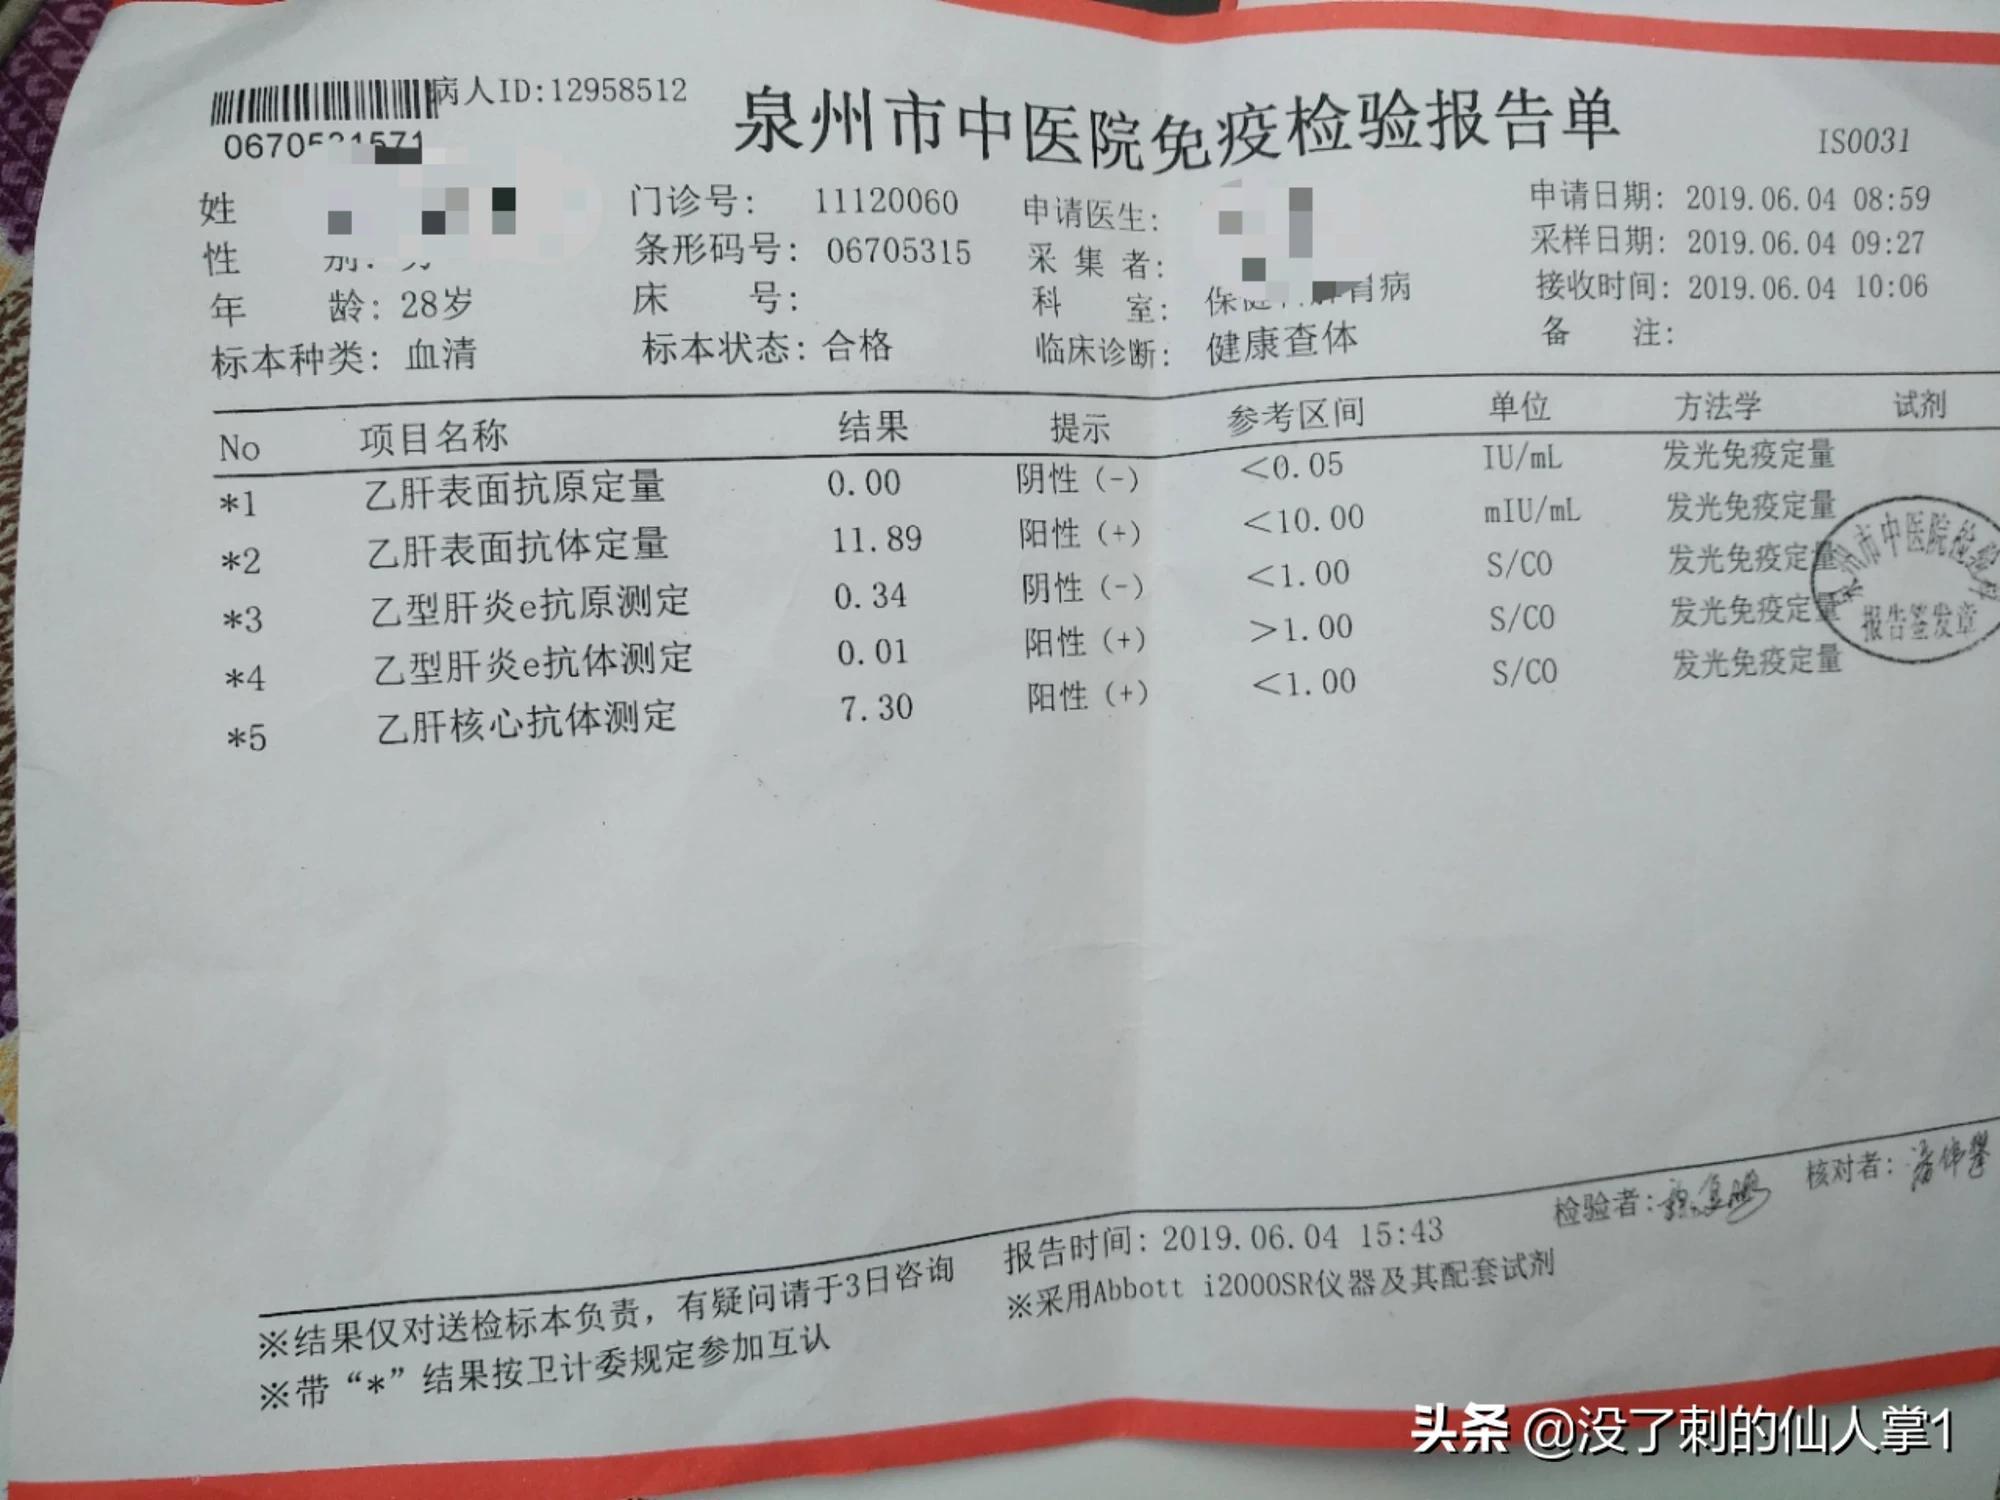 病人ID:12958512
泉州市中医院免疫检验报告单
IS0031
姓
门诊号: 11120060
申请医生:
申请日期: 2019.06.04 08:59
性 别:
条形码号: 06705315
采集者:
采样日期: 2019.06.04 09:27
年 龄: 28岁
床 号:
科 室:
接收时间: 2019.06.04 10:06
标本种类: 血清
标本状态: 合格
临床诊断: 健康查体
备 注:
No 项目名称 结果 提示 参考区间 单位 方法学 试剂
*1 乙肝表面抗原定量 0.00 阴性(-) <0.05 IU/mL 发光免疫定量
*2 乙肝表面抗体定量 11.89 阳性(+) <10.00 mIU/mL 发光免疫定量
*3 乙型肝炎e抗原测定 0.34 阴性(-) <1.00 S/CO 发光免疫定量
*4 乙型肝炎e抗体测定 0.01 阳性(+) >1.00 S/CO 发光免疫定量
*5 乙肝核心抗体测定 7.30 阳性(+) <1.00 S/CO 发光免疫定量
州市中医院检验
报告签发章
※结果仅对送检标本负责，有疑问请于3日咨询
报告时间: 2019.06.04 15:43
检验者:
核对者:
※带“*”结果按卫计委规定参加互认
※采用Abbott i2000SR仪器及其配套试剂
头条 @没了刺的仙人掌1